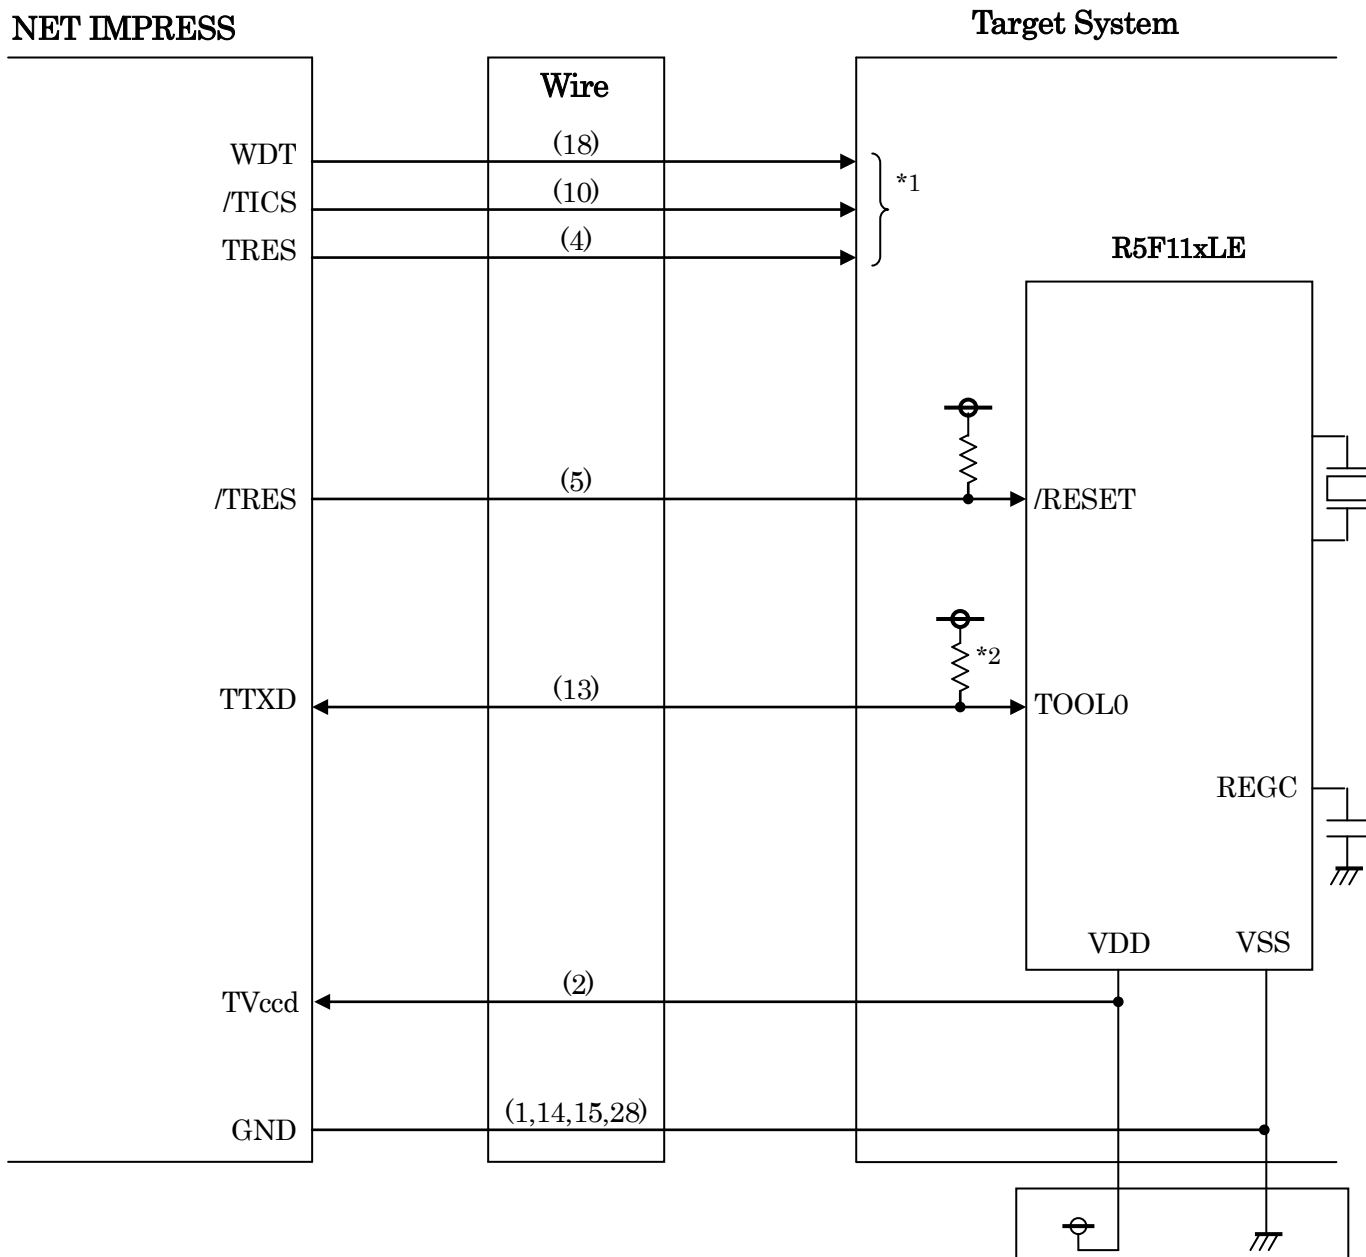 NET IMPRESS
Target System
Wire
WDT
(18)
*1
/TICS
(10)
TRES
(4)
R5F11xLE
/TRES
(5)
/RESET
*2
TTXD
(13)
TOOL0
REGC
VDD
VSS
TVccd
(2)
GND
(1,14,15,28)